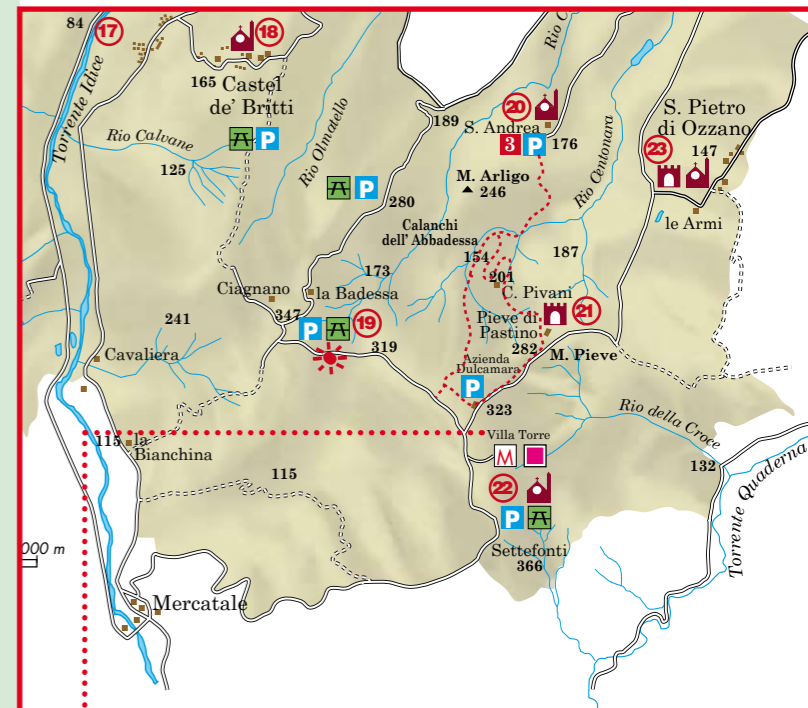 84
17
18
165
Castel
de' Britti
Torrente Idice
Rio Calvane
P
125
Rio Olmatello
189
20
S. Andrea
3
P
176
M. Arligo
246
Rio C
Rio Centonara
S. Pietro
di Ozzano
147
23
le Armi
P
280
Calanchi
dell' Abbadessa
154
187
173
201
C. Pivani
Ciagnano
la Badessa
347
P
19
319
241
Cavaliera
Pieve di
Pastino
21
282
M. Pieve
Azienda
Dulcamara
P
323
Villa Torre
M
Rio della Croce
132
Torrente Quaderna
115
la
Bianchina
115
22
P
Settefonti
366
000 m
Mercatale